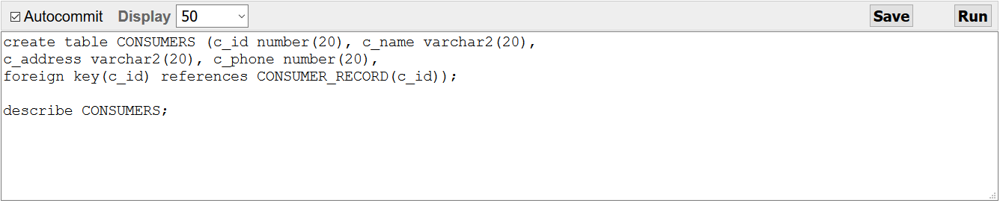 Autocommit Display 50 Save Run
create table CONSUMERS (c_id number(20), c_name varchar2(20),
c_address varchar2(20), c_phone number(20),
foreign key(c_id) references CONSUMER_RECORD(c_id));
describe CONSUMERS;